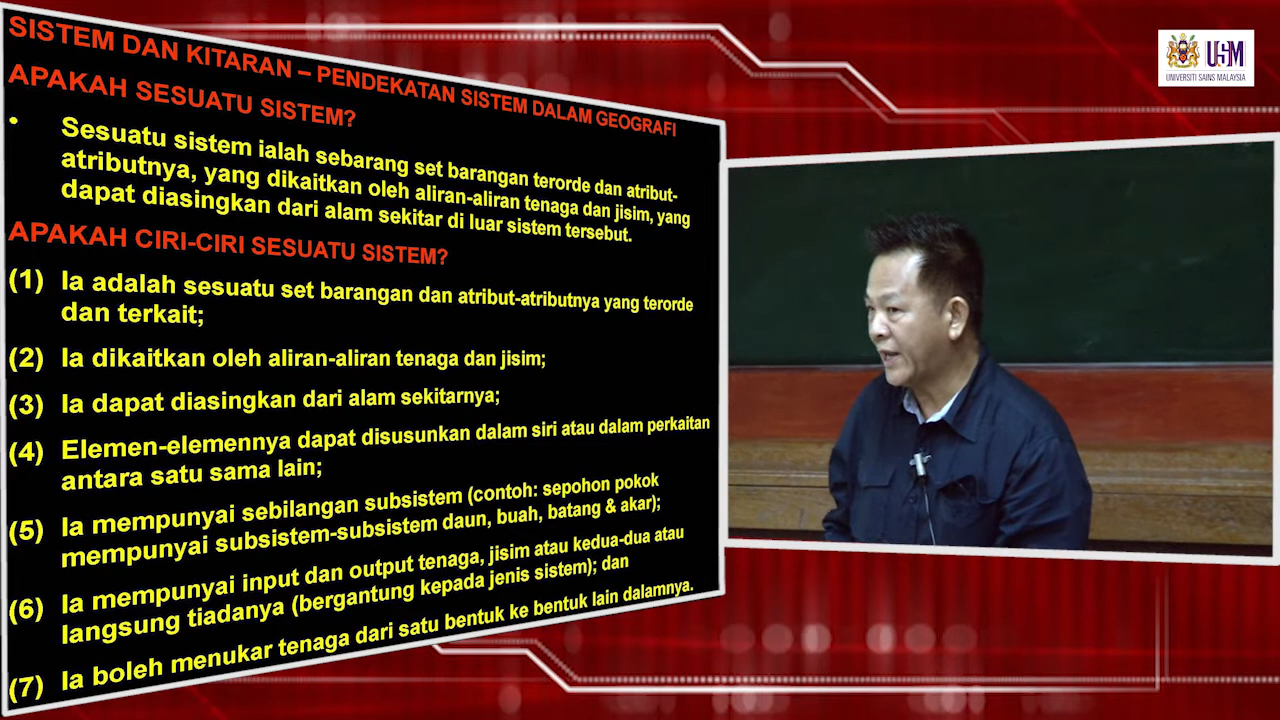 SISTEM DAN KITARAN – PENDEKATAN SISTEM DALAM GEOGRAFI
APAKAH SESUATU SISTEM?
• Sesuatu sistem ialah sebarang set barangan terorde dan atribut-
atributnya, yang dikaitkan oleh aliran-aliran tenaga dan jisim, yang
dapat diasingkan dari alam sekitar di luar sistem tersebut.
APAKAH CIRI-CIRI SESUATU SISTEM?
(1) Ia adalah sesuatu set barangan dan atribut-atributnya yang terorde
dan terkait;
(2) Ia dikaitkan oleh aliran-aliran tenaga dan jisim;
(3) Ia dapat diasingkan dari alam sekitarnya;
(4) Elemen-elemennya dapat disusunkan dalam siri atau dalam perkaitan
antara satu sama lain;
(5) Ia mempunyai sebilangan subsistem (contoh: sepohon pokok
mempunyai subsistem-subsistem daun, buah, batang & akar);
(6) Ia mempunyai input dan output tenaga, jisim atau kedua-dua atau
langsung tiadanya (bergantung kepada jenis sistem); dan
(7) Ia boleh menukar tenaga dari satu bentuk ke bentuk lain dalamnya.
USM
UNIVERSITI SAINS MALAYSIA